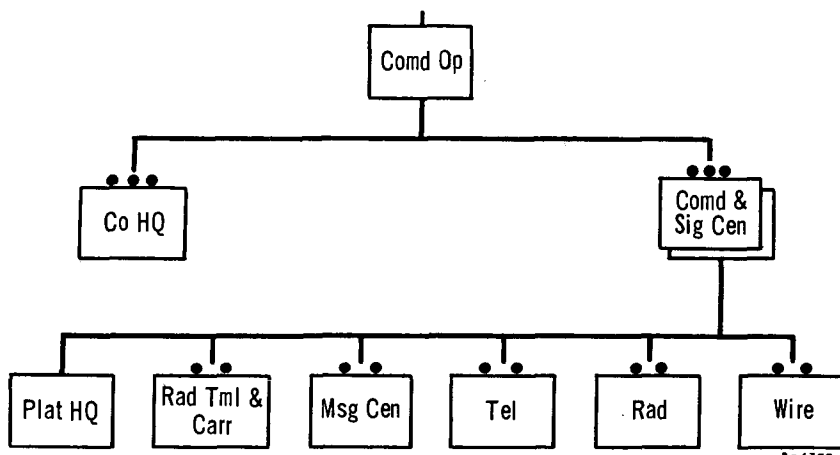 Comd Op
Co HQ
Comd &
Sig Cen
Plat HQ
Rad Tml &
Carr
Msg Cen
Tel
Rad
Wire